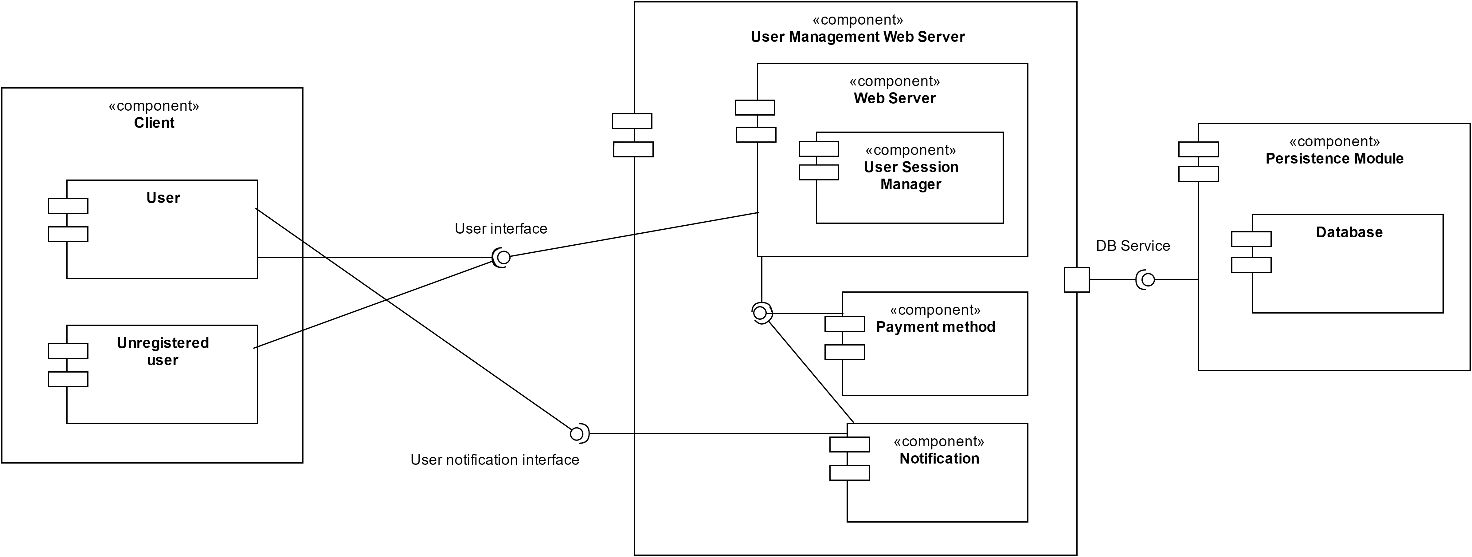 «component»
Client
User
Unregistered
user
User interface
User notification interface
«component»
User Management Web Server
«component»
Web Server
«component»
User Session
Manager
«component»
Payment method
«component»
Notification
DB Service
«component»
Persistence Module
Database